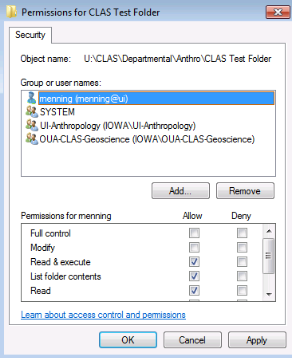 Permissions for CLAS Test Folder
Security
Object name: U:\CLAS\Departmental\Anthro\CLAS Test Folder
Group or user names:
menning (menning@ui)
SYSTEM
UI-Anthropology (IOWA\UI-Anthropology)
OUA-CLAS-Geoscience (IOWA\OUA-CLAS-Geoscience)
Add... Remove
Permissions for menning Allow Deny
Full control
Modify
Read & execute
List folder contents
Read
Learn about access control and permissions
OK Cancel Apply